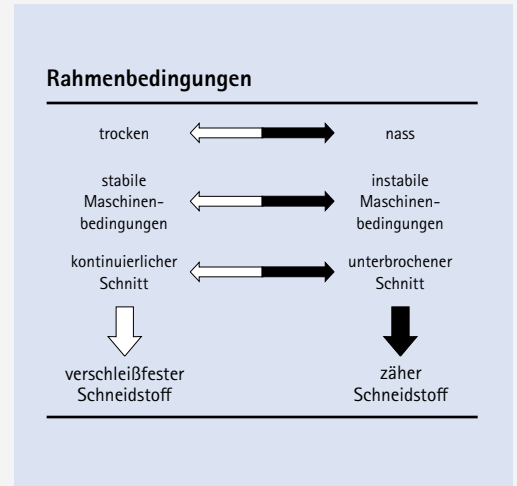 Rahmenbedingungen
trocken
nass
stabile
Maschinen-
bedingungen
instabile
Maschinen-
bedingungen
kontinuierlicher
Schnitt
unterbrochener
Schnitt
verschleißfester
Schneidstoff
zäher
Schneidstoff